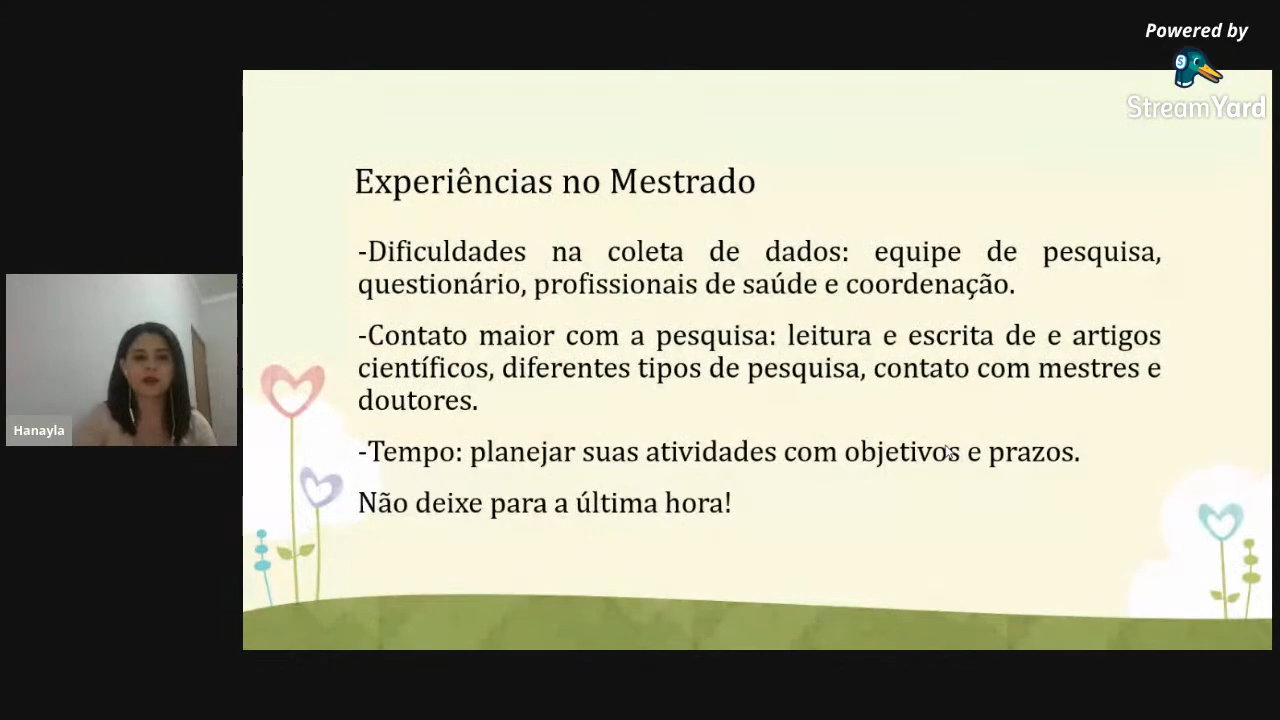 Powered by
StreamYard
Experiências no Mestrado
-Dificuldades na coleta de dados: equipe de pesquisa,
questionário, profissionais de saúde e coordenação.
-Contato maior com a pesquisa: leitura e escrita de e artigos
científicos, diferentes tipos de pesquisa, contato com mestres e
doutores.
-Tempo: planejar suas atividades com objetivos e prazos.
Não deixe para a última hora!
Hanayla